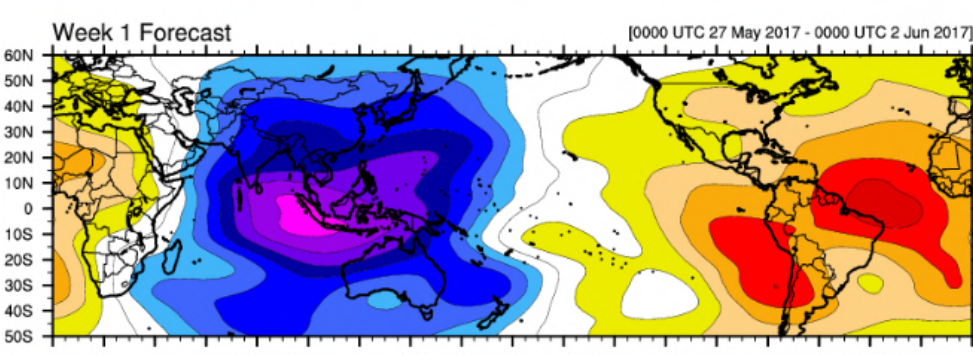 Week 1 Forecast
[0000 UTC 27 May 2017 - 0000 UTC 2 Jun 2017]
60N
50N
40N
30N
20N
10N
0
10S
20S
30S
40S
50S